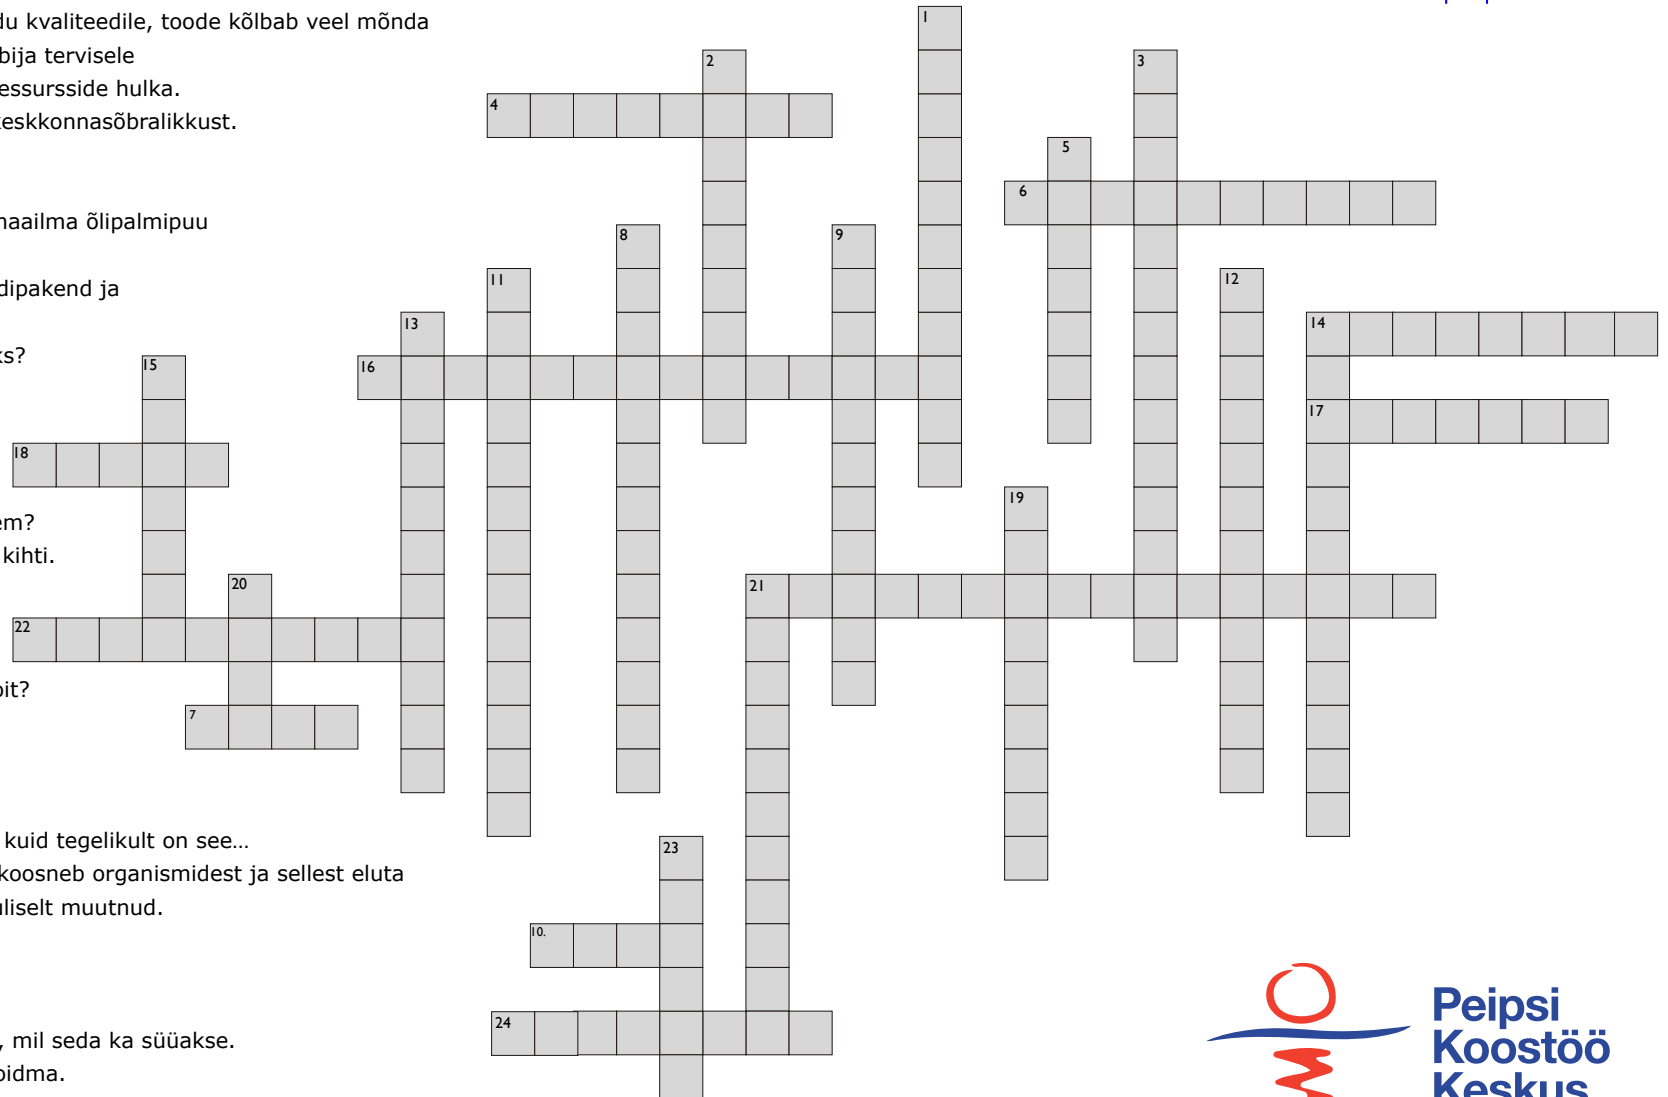 du kvaliteedile, toode kõlbab veel mõnda
bija tervisele
essursside hulka.
keskkonnasõbralikkust.
maailma õlipalmipuu
dipakend ja
ks?
em?
kihti.
oit?
kuid tegelikult on see…
koosneb organismidest ja sellest eluta
uliselt muutnud.
, mil seda ka süüakse.
oidma.
1
2
3
4
5
6
8
9
11
12
13
14
15
16
17
18
19
20
21
22
7
23
10.
24
Peipsi
Koostöö
Keskus